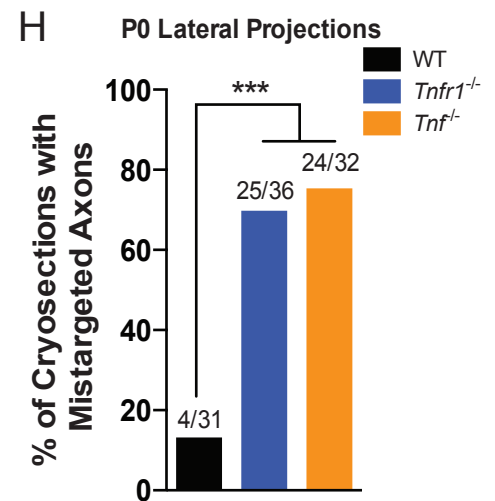 H
P0 Lateral Projections
WT
Tnfr1-/-
Tnf-/-
% of Cryosections with
Mistargeted Axons
100
80
60
40
20
0
***
4/31
25/36
24/32